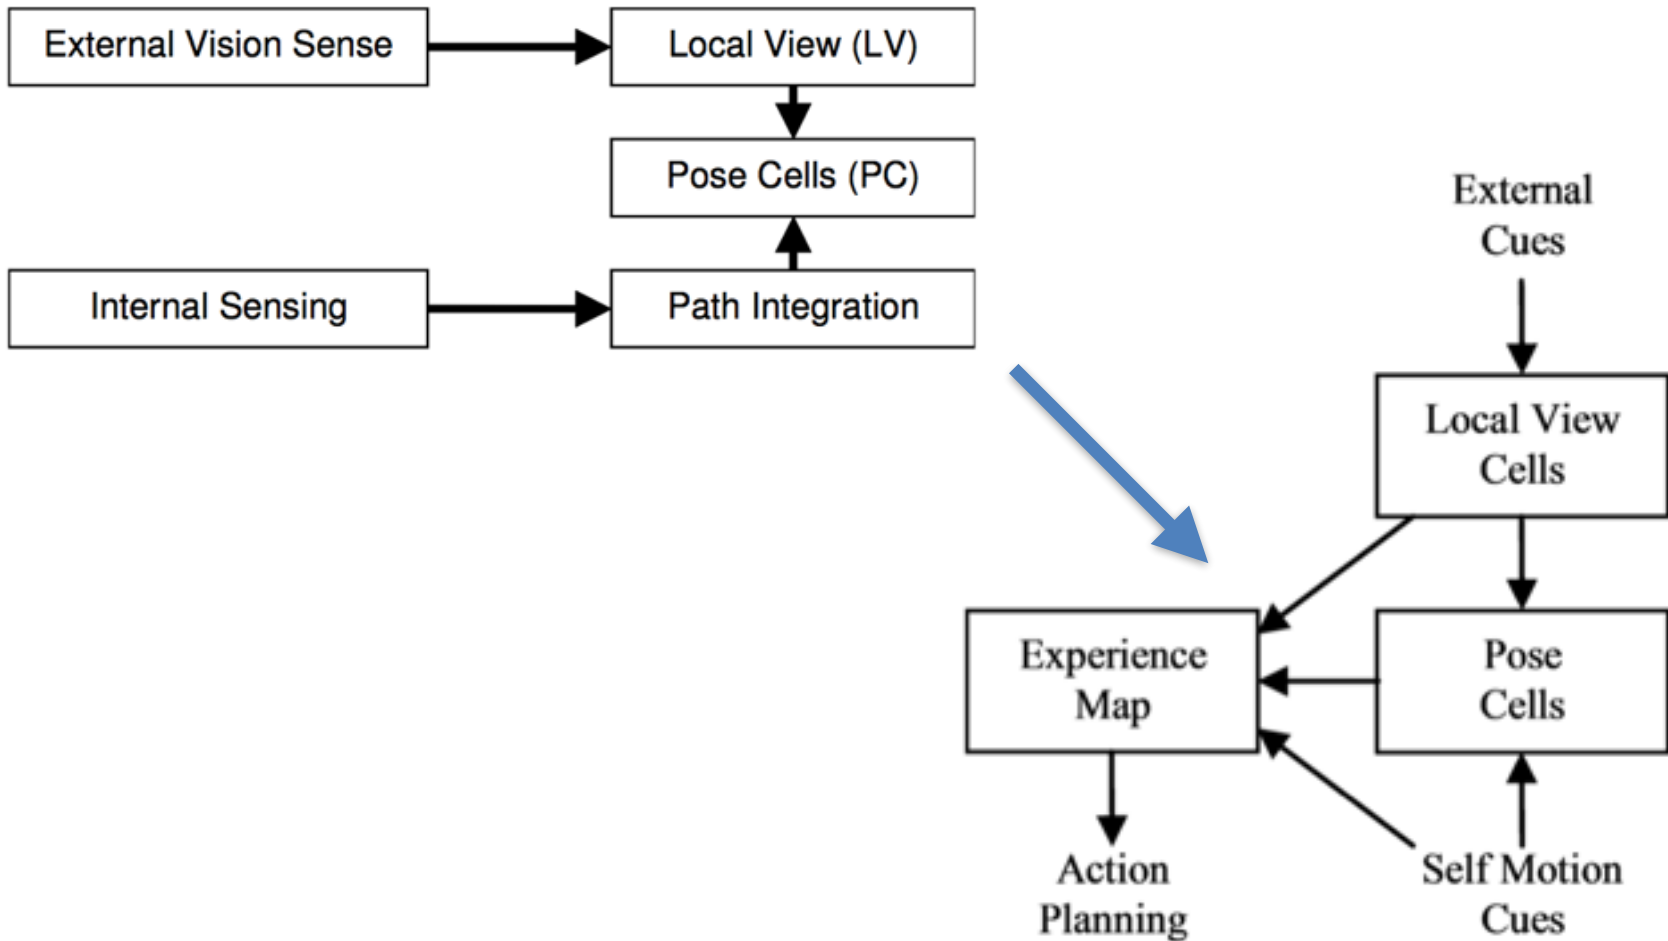 External Vision Sense
Local View (LV)
Pose Cells (PC)
Internal Sensing
Path Integration
External
Cues
Local View
Cells
Experience
Map
Pose
Cells
Action
Planning
Self Motion
Cues